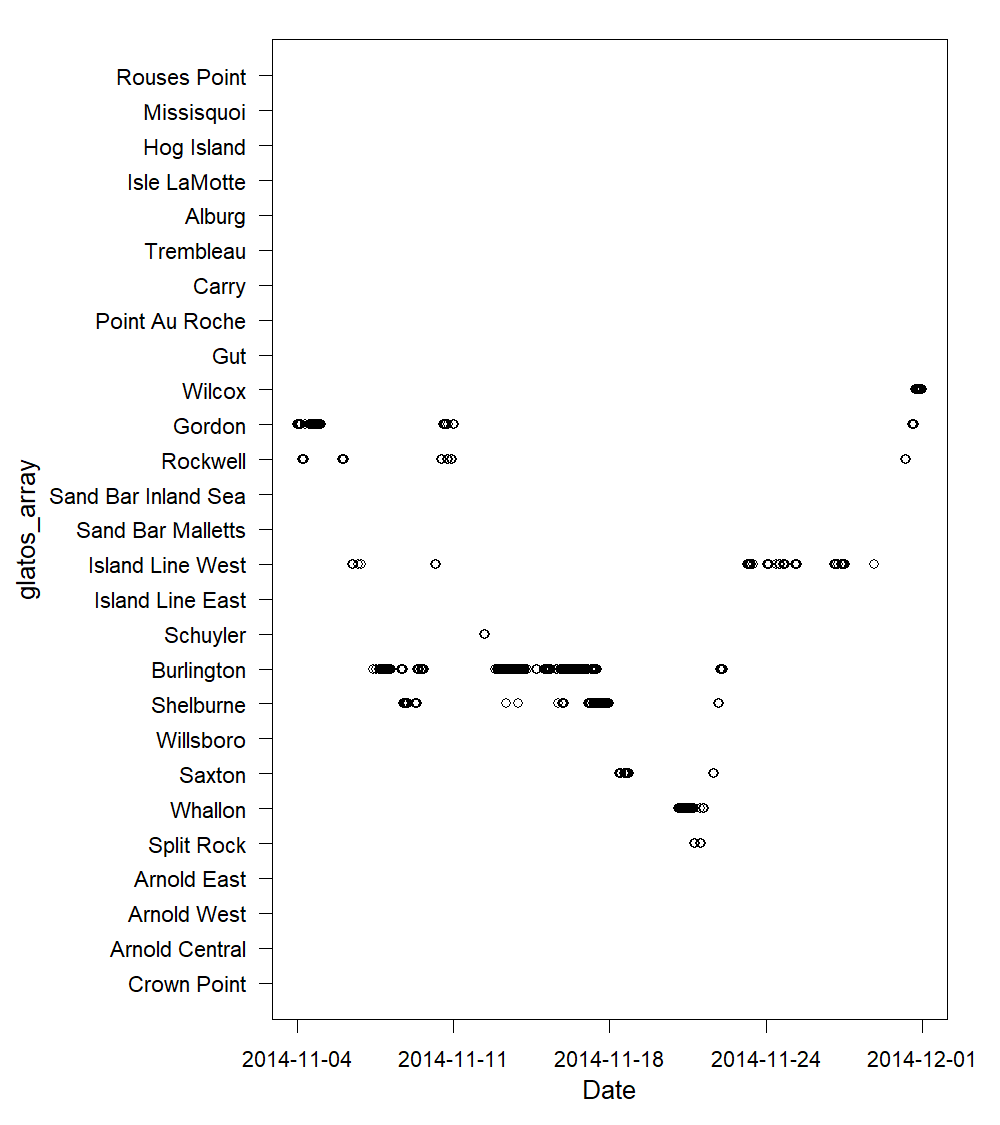 Rouses Point
Missisquoi
Hog Island
Isle LaMotte
Alburg
Trembleau
Carry
Point Au Roche
Gut
Wilcox
Gordon
Rockwell
Sand Bar Inland Sea
Sand Bar Malletts
Island Line West
Island Line East
Schuyler
Burlington
Shelburne
Willsboro
Saxton
Whallon
Split Rock
Arnold East
Arnold West
Arnold Central
Crown Point
glatos_array
2014-11-04 2014-11-11 2014-11-18 2014-11-24 2014-12-01
Date